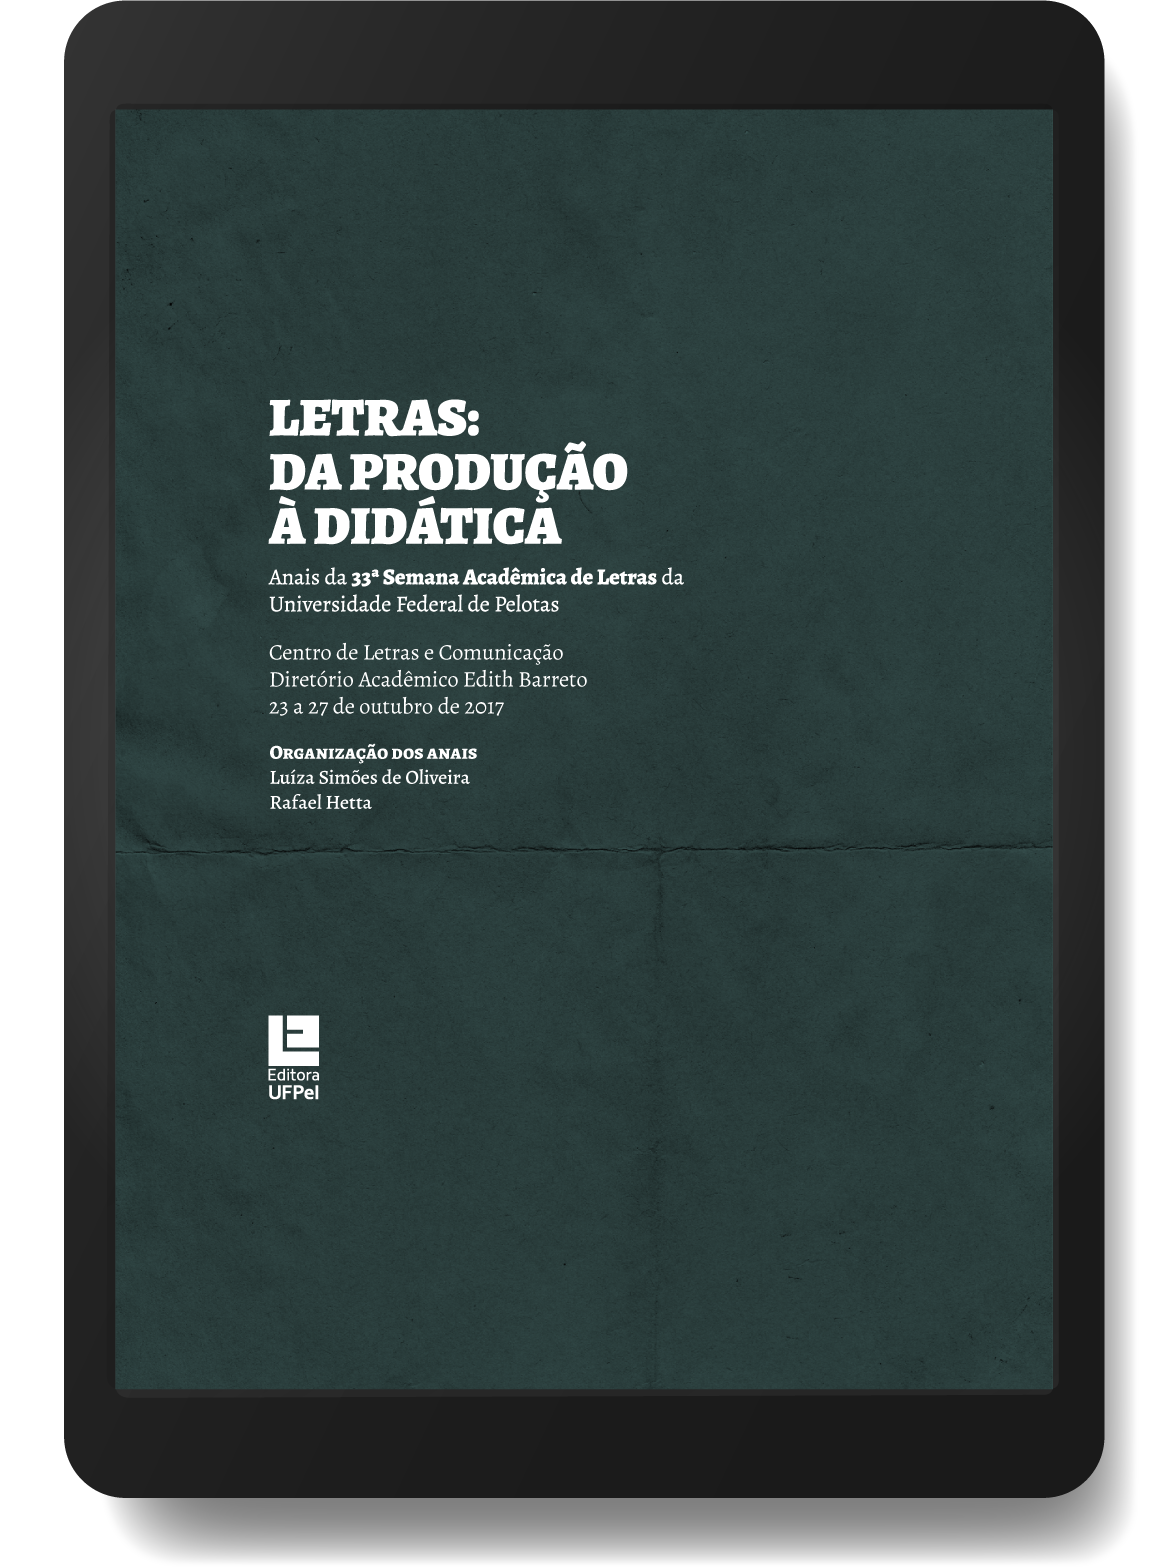 LETRAS:
DA PRODUÇÃO
À DIDÁTICA
Anais da 33ª Semana Acadêmica de Letras da
Universidade Federal de Pelotas
Centro de Letras e Comunicação
Diretório Acadêmico Edith Barreto
23 a 27 de outubro de 2017
ORGANIZAÇÃO DOS ANAIS
Luíza Simões de Oliveira
Rafael Hetta
Editora
UFPel